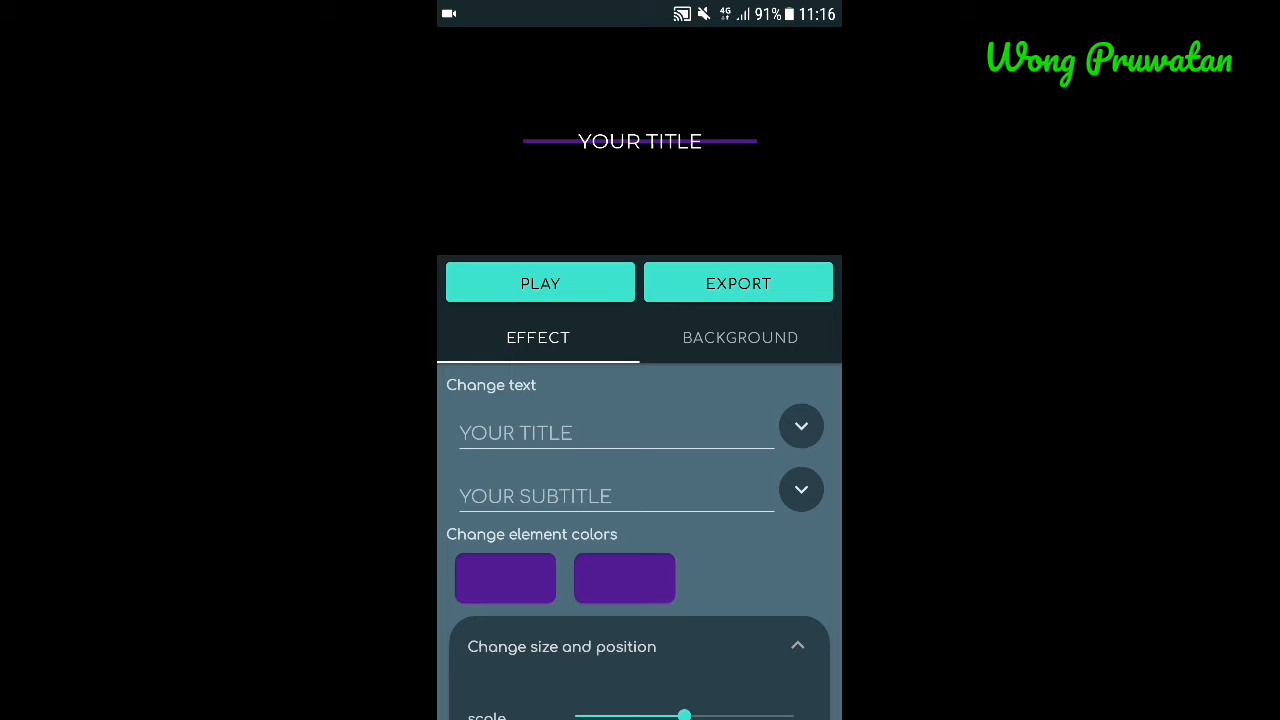 4G 91% 11:16
Wong Pruwatan
YOUR TITLE
PLAY EXPORT
EFFECT BACKGROUND
Change text
YOUR TITLE
YOUR SUBTITLE
Change element colors
Change size and position
scale